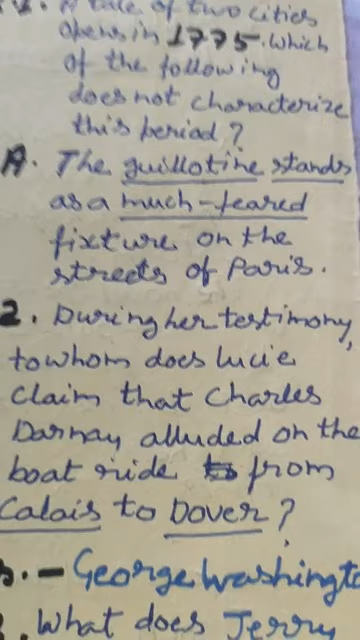 1. A tale of two cities
opens in 1775. Which
of the following
does not characterize
this period?
A. The guillotine stands
as a much-feared
fixture on the
streets of Paris.
2. During her testimony,
to whom does lucie
claim that Charles
Darnay alluded on the
boat ride from
Calais to Dover?
- George Washingto
What does Jerry